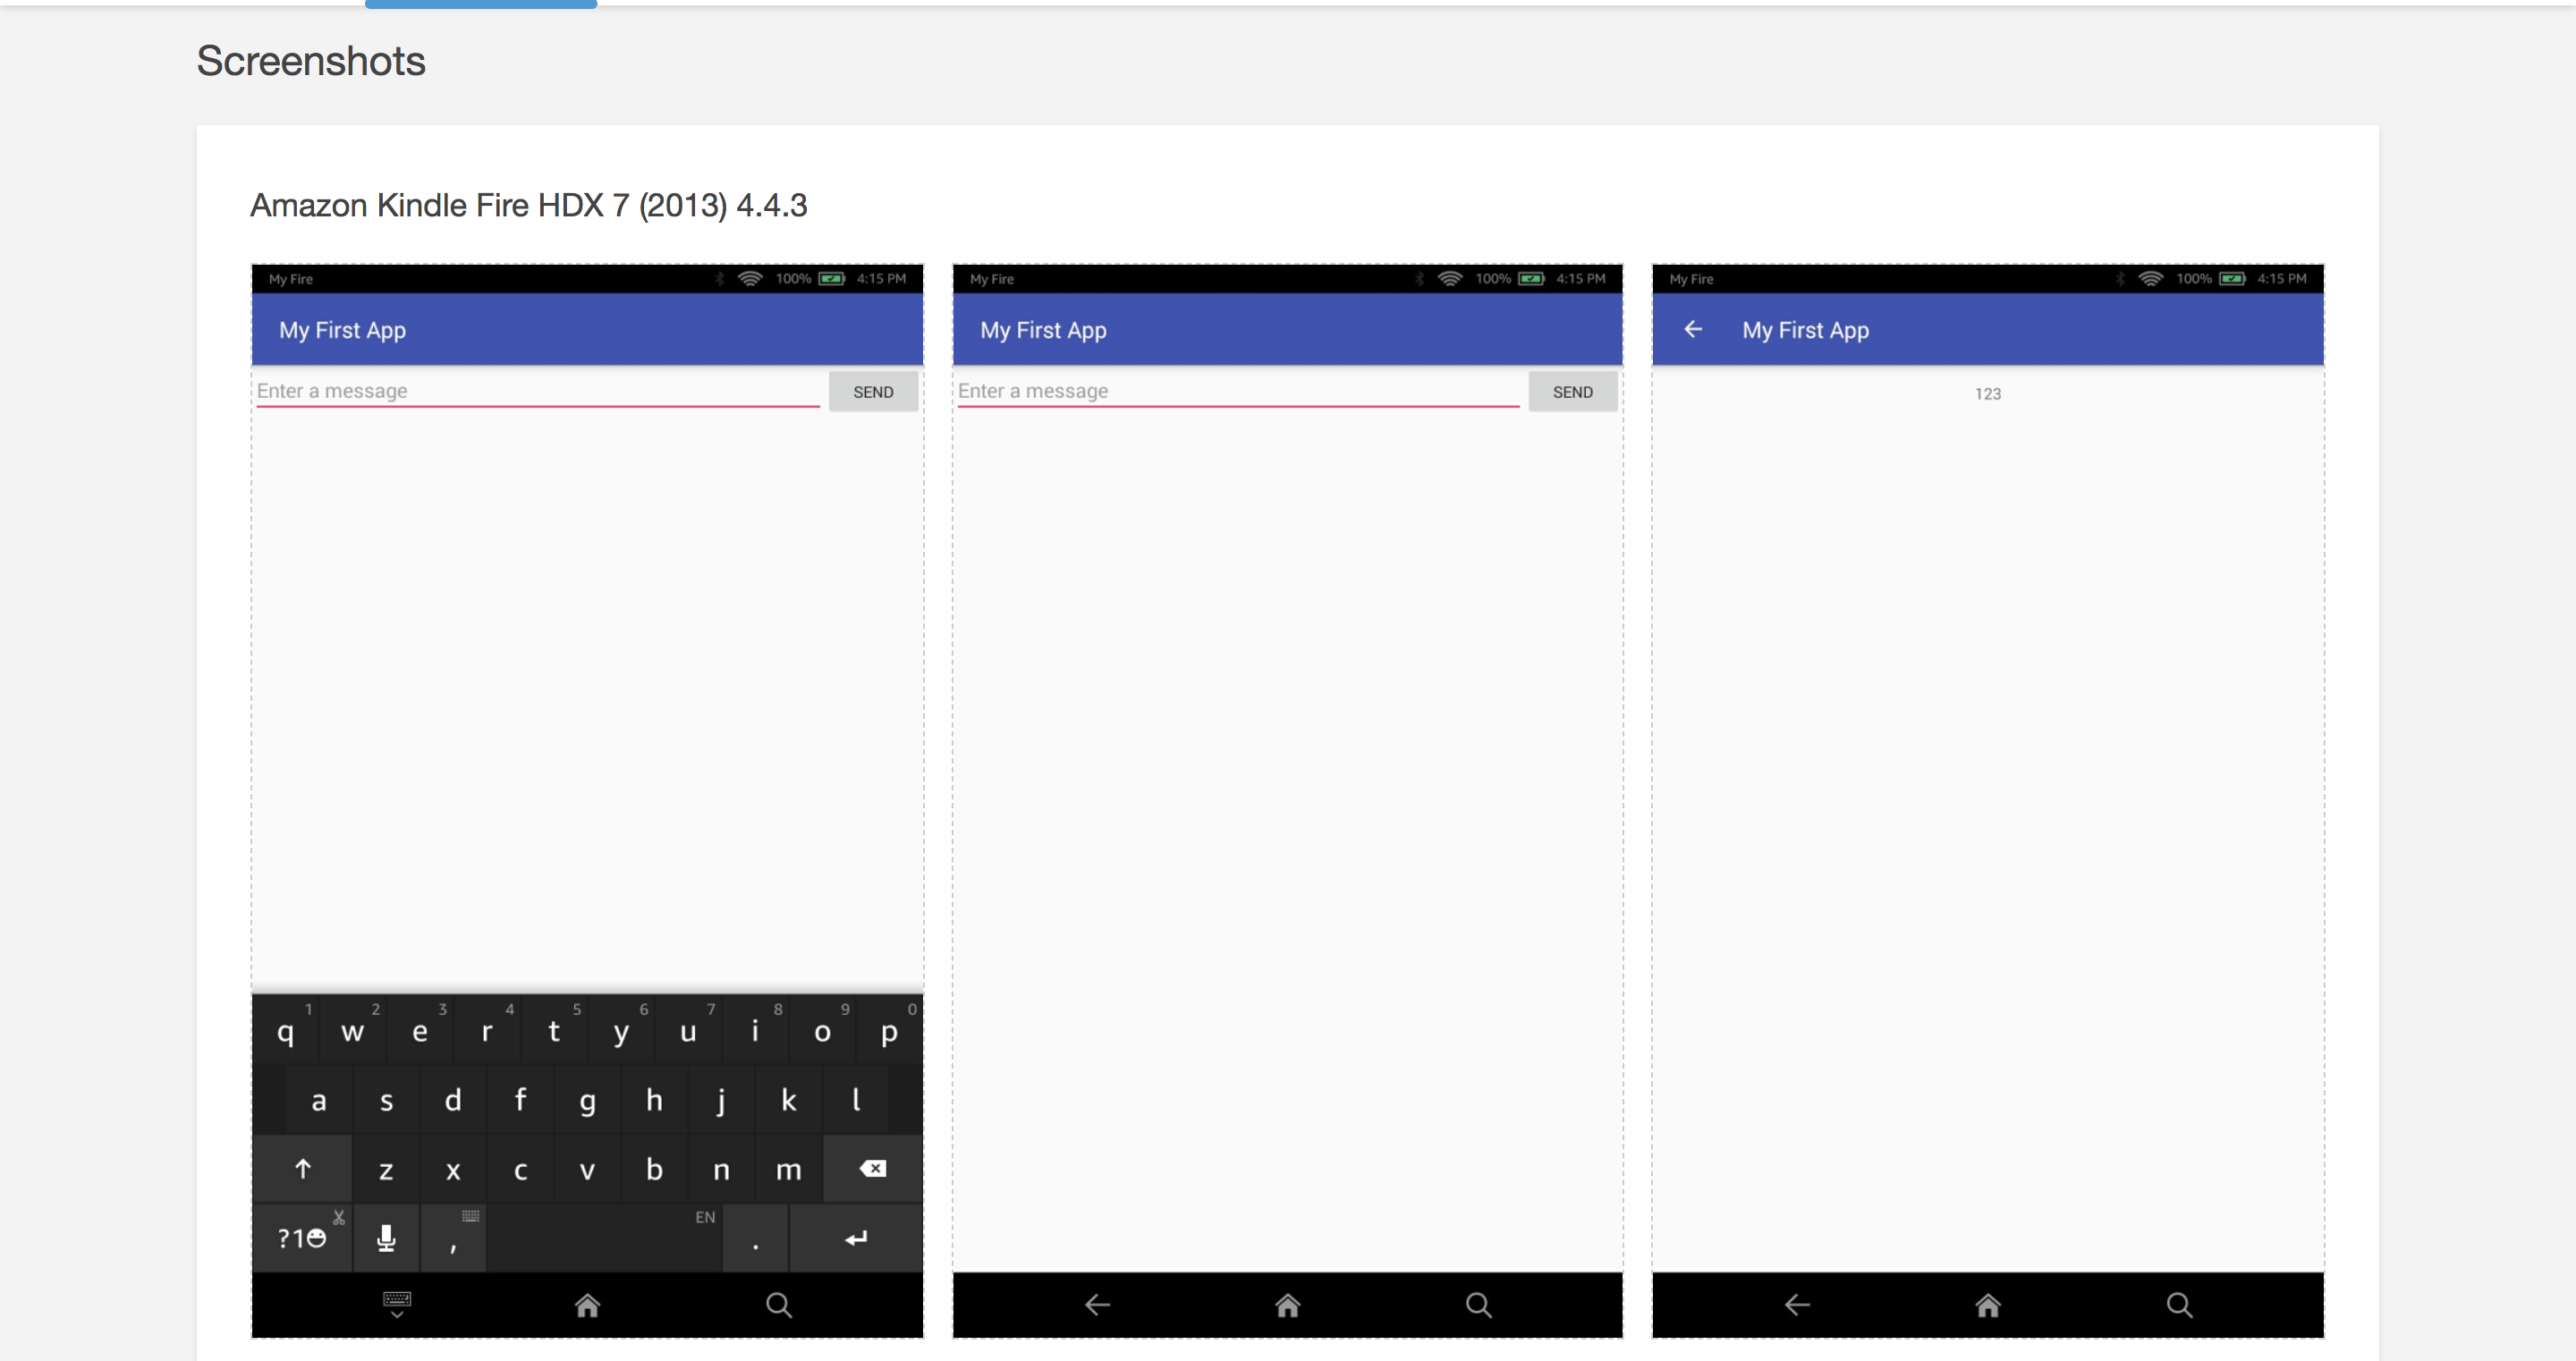 Screenshots
Amazon Kindle Fire HDX 7 (2013) 4.4.3
My Fire 100% 4:15 PM
My First App
Enter a message SEND
1 2 3 4 5 6 7 8 9 0
q w e r t y u i o p
a s d f g h j k l
z x c v b n m
EN
?1 , .
My Fire 100% 4:15 PM
My First App
Enter a message SEND
My Fire 100% 4:15 PM
My First App
123